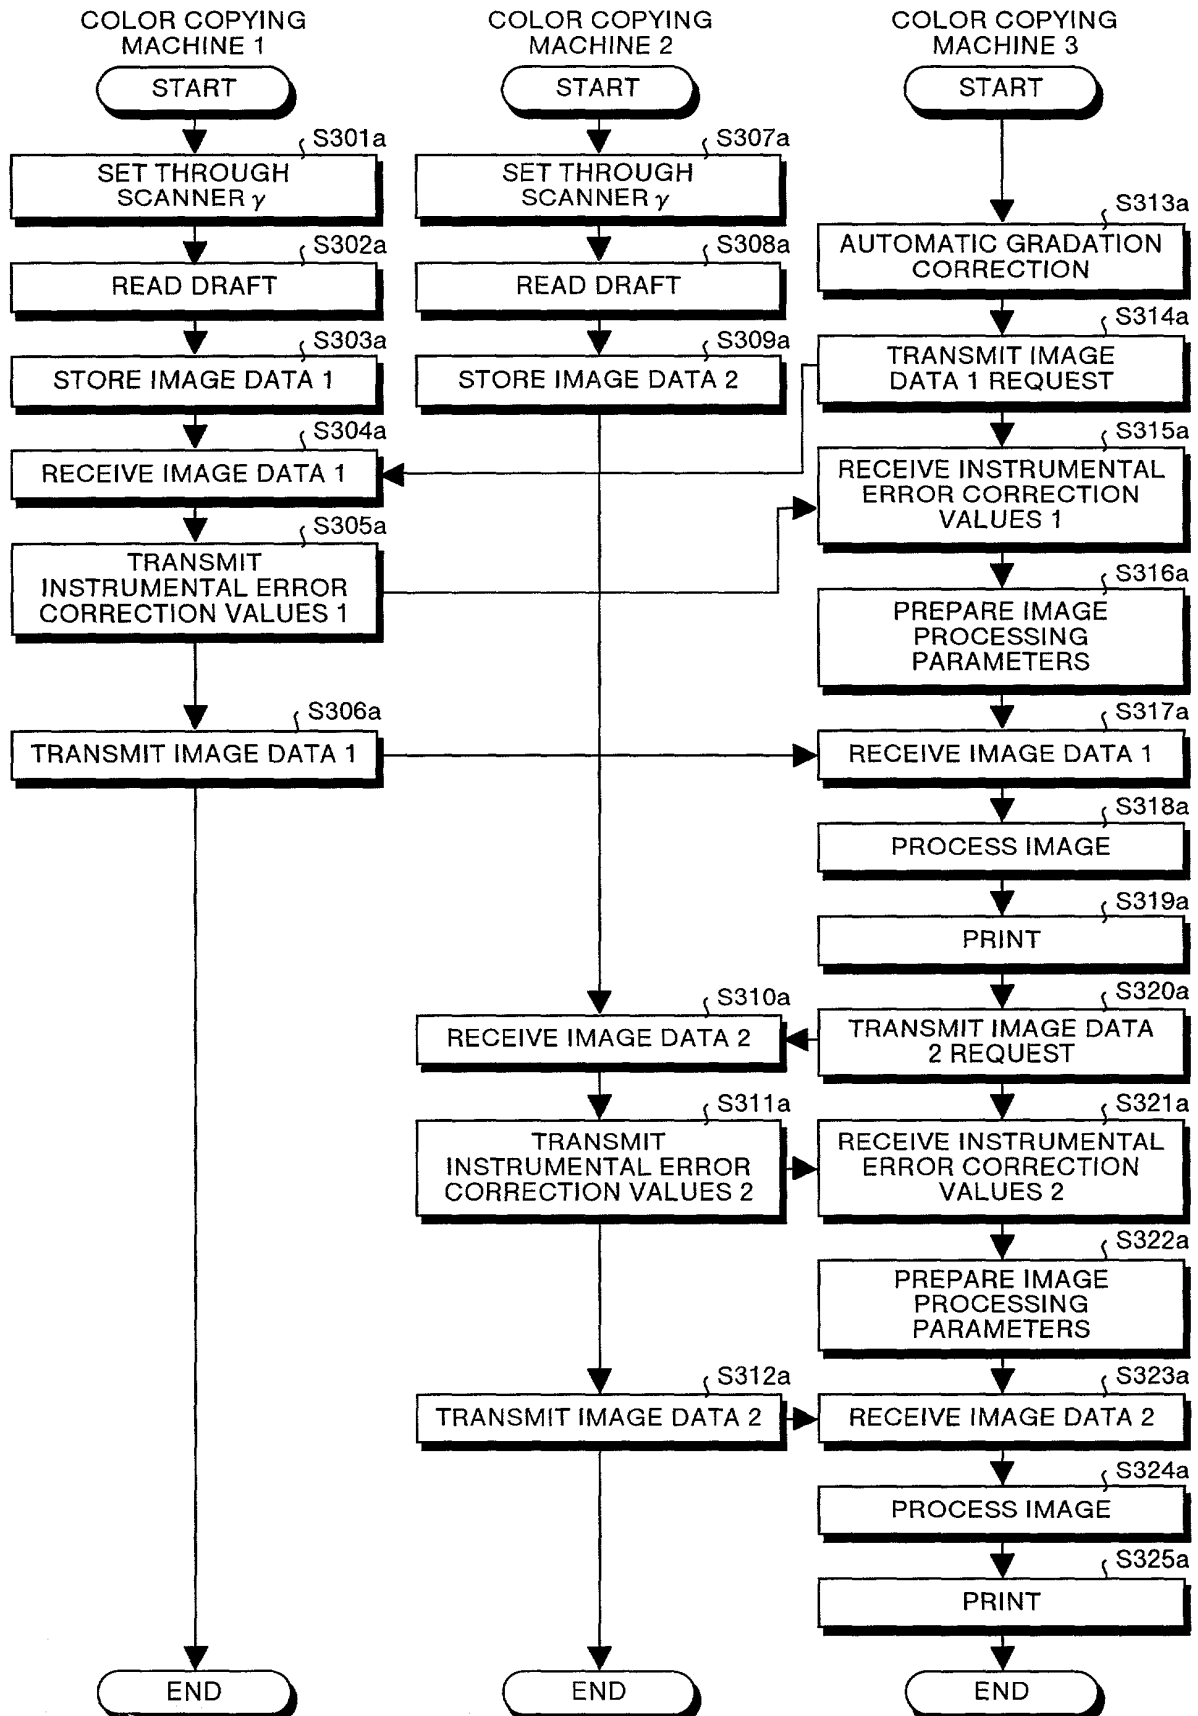 COLOR COPYING
MACHINE 1
START
S301a
SET THROUGH
SCANNER γ
S302a
READ DRAFT
S303a
STORE IMAGE DATA 1
S304a
RECEIVE IMAGE DATA 1
S305a
TRANSMIT
INSTRUMENTAL ERROR
CORRECTION VALUES 1
S306a
TRANSMIT IMAGE DATA 1
END
COLOR COPYING
MACHINE 2
START
S307a
SET THROUGH
SCANNER γ
S308a
READ DRAFT
S309a
STORE IMAGE DATA 2
S310a
RECEIVE IMAGE DATA 2
S311a
TRANSMIT
INSTRUMENTAL ERROR
CORRECTION VALUES 2
S312a
TRANSMIT IMAGE DATA 2
END
COLOR COPYING
MACHINE 3
START
S313a
AUTOMATIC GRADATION
CORRECTION
S314a
TRANSMIT IMAGE
DATA 1 REQUEST
S315a
RECEIVE INSTRUMENTAL
ERROR CORRECTION
VALUES 1
S316a
PREPARE IMAGE
PROCESSING
PARAMETERS
S317a
RECEIVE IMAGE DATA 1
S318a
PROCESS IMAGE
S319a
PRINT
S320a
TRANSMIT IMAGE DATA
2 REQUEST
S321a
RECEIVE INSTRUMENTAL
ERROR CORRECTION
VALUES 2
S322a
PREPARE IMAGE
PROCESSING
PARAMETERS
S323a
RECEIVE IMAGE DATA 2
S324a
PROCESS IMAGE
S325a
PRINT
END